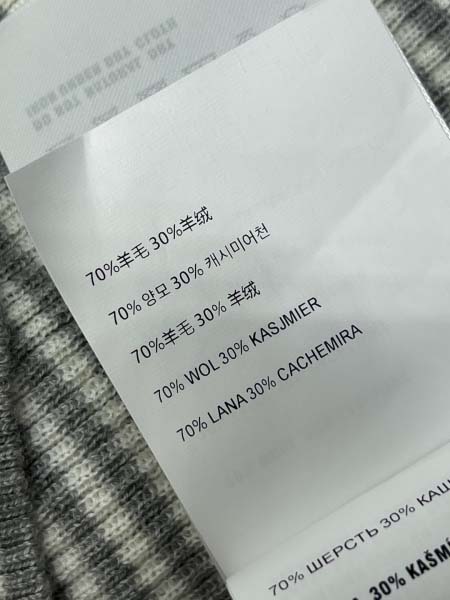 70%羊毛 30%羊绒
70% 양모 30% 캐시미어천
70%羊毛 30% 羊绒
70% WOL 30% KASJMIER
70% LANA 30% CACHEMIRA
70% ШЕРСТЬ 30% КАШ
30% KAŠM